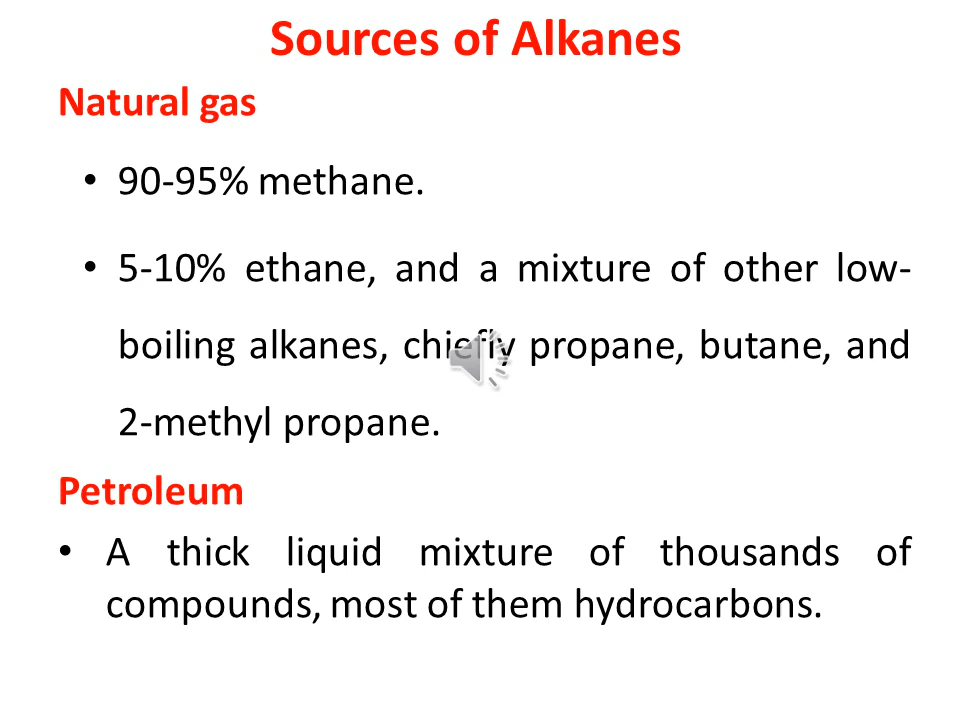 Sources of Alkanes
Natural gas
• 90-95% methane.
• 5-10% ethane, and a mixture of other low-
boiling alkanes, chiefly propane, butane, and
2-methyl propane.
Petroleum
• A thick liquid mixture of thousands of
compounds, most of them hydrocarbons.